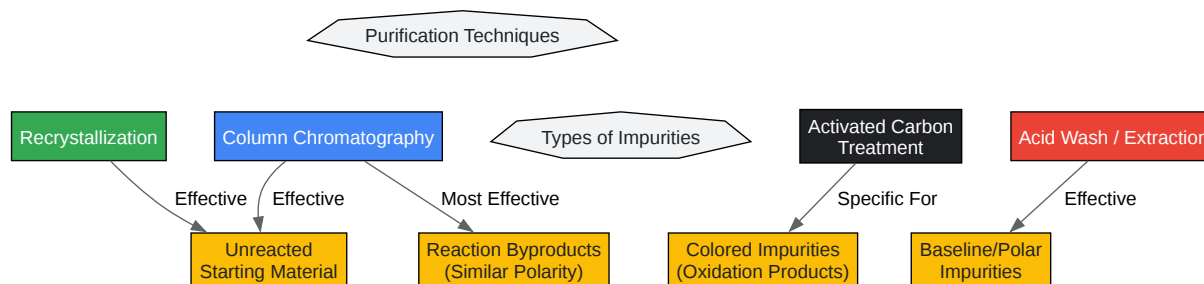 Purification Techniques
Recrystallization
Column Chromatography
Types of Impurities
Activated Carbon
Treatment
Acid Wash / Extraction
Effective
Effective
Most Effective
Specific For
Effective
Unreacted
Starting Material
Reaction Byproducts
(Similar Polarity)
Colored Impurities
(Oxidation Products)
Baseline/Polar
Impurities